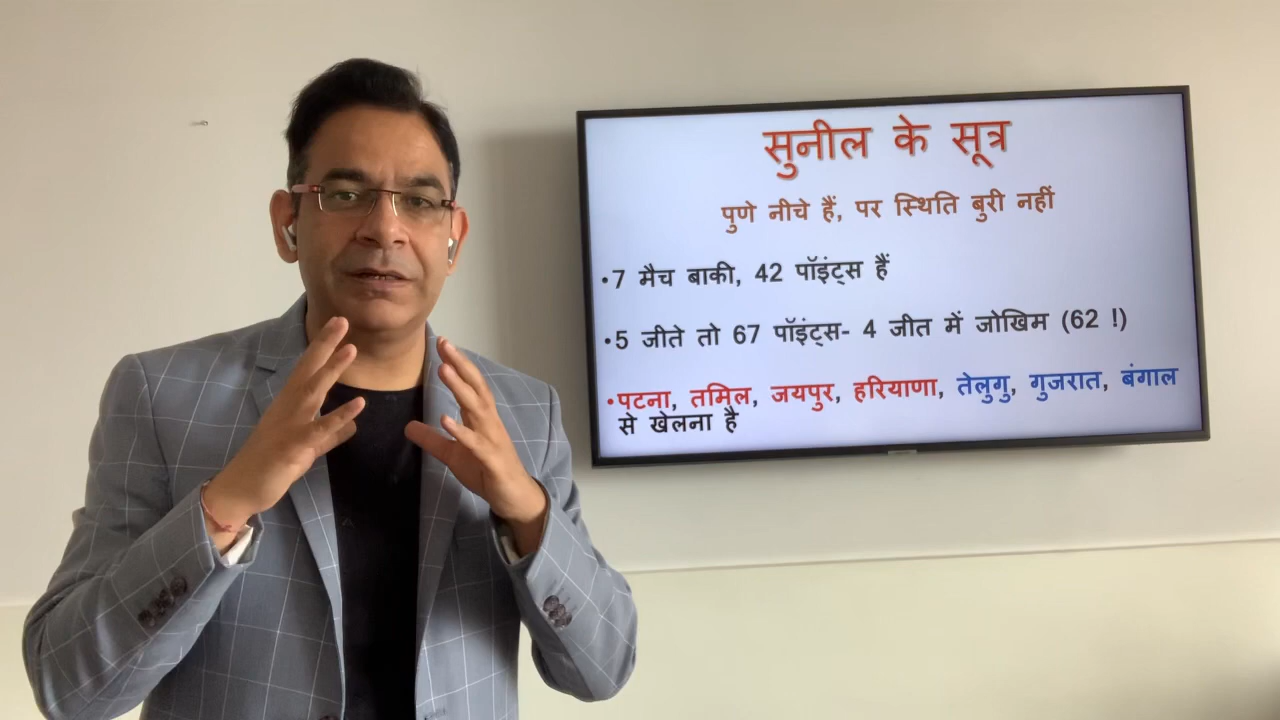 सुनील के सूत्र
पुणे नीचे हैं, पर स्थिति बुरी नहीं
•7 मैच बाकी, 42 पॉइंट्स हैं
•5 जीते तो 67 पॉइंट्स- 4 जीत में जोखिम (62 !)
•पटना, तमिल, जयपुर, हरियाणा, तेलुगु, गुजरात, बंगाल
से खेलना है